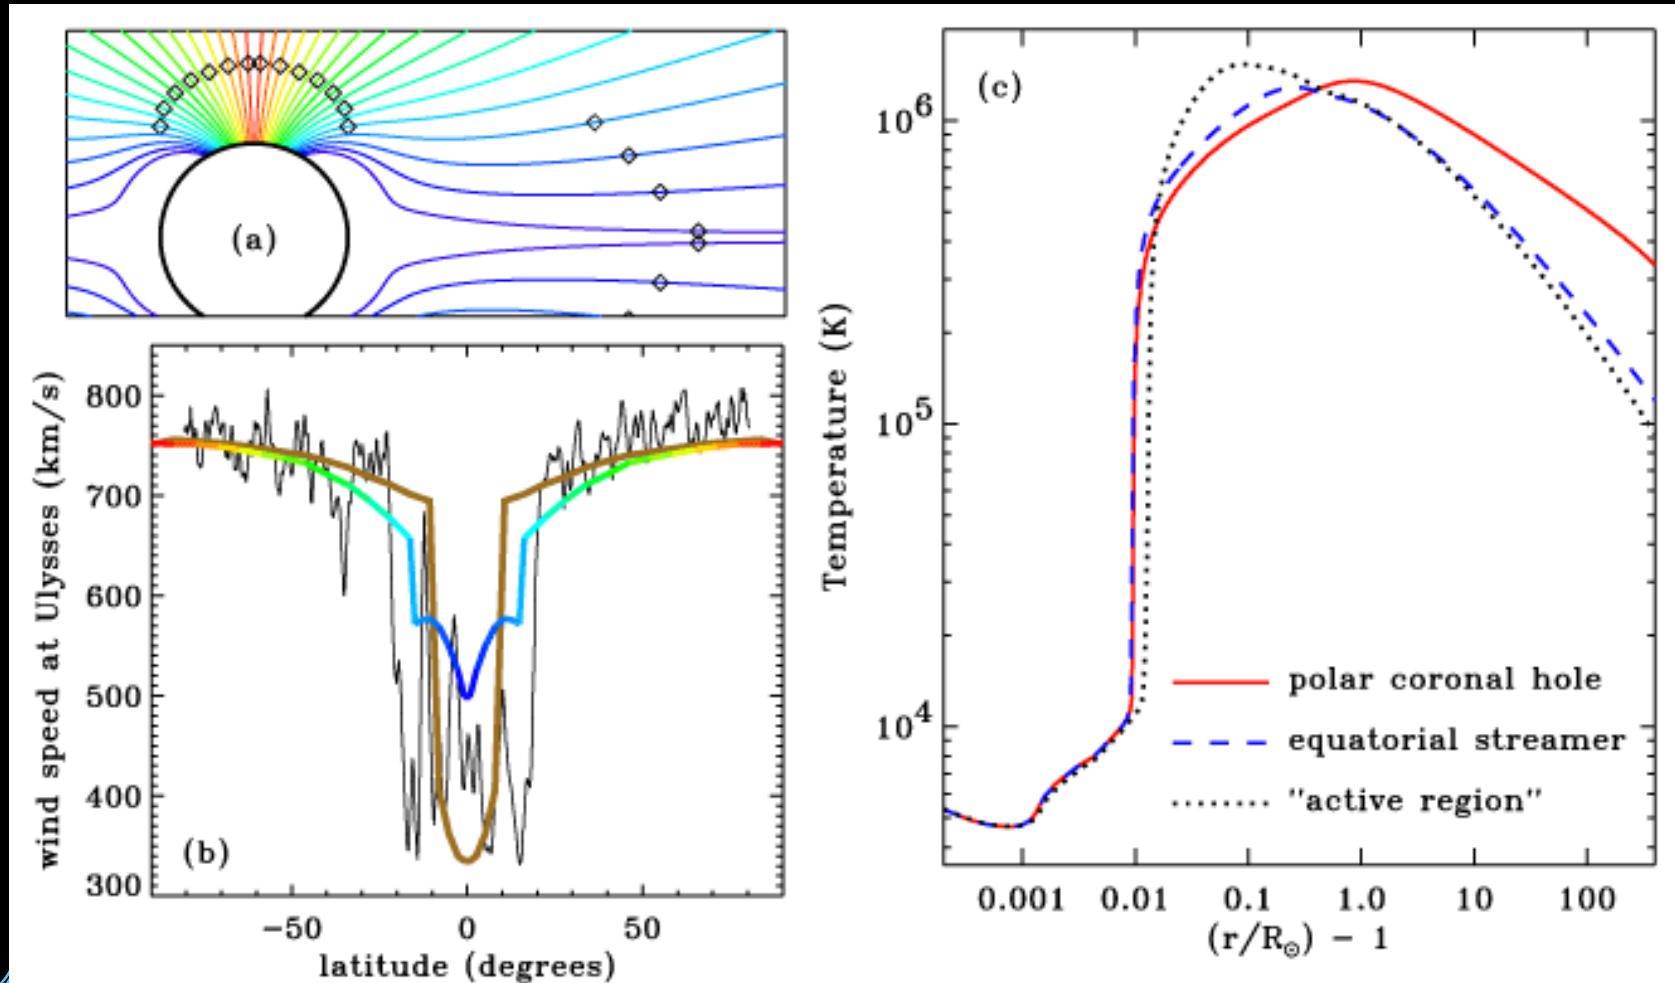 (a)
wind speed at Ulysses (km/s)
800
700
600
500
400
300
(b)
−50
0
50
latitude (degrees)
(c)
Temperature (K)
10⁶
10⁵
10⁴
polar coronal hole
equatorial streamer
"active region"
0.001
0.01
0.1
1.0
10
100
(r/R☉) − 1